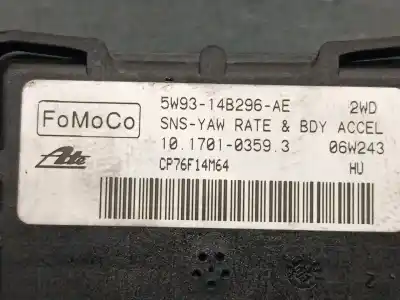 5W93-14B296-AE 2WD
FoMoCo SNS-YAW RATE & BDY ACCEL
Ate 10.1701-0359.3 06W243
CP76F14M64 HU